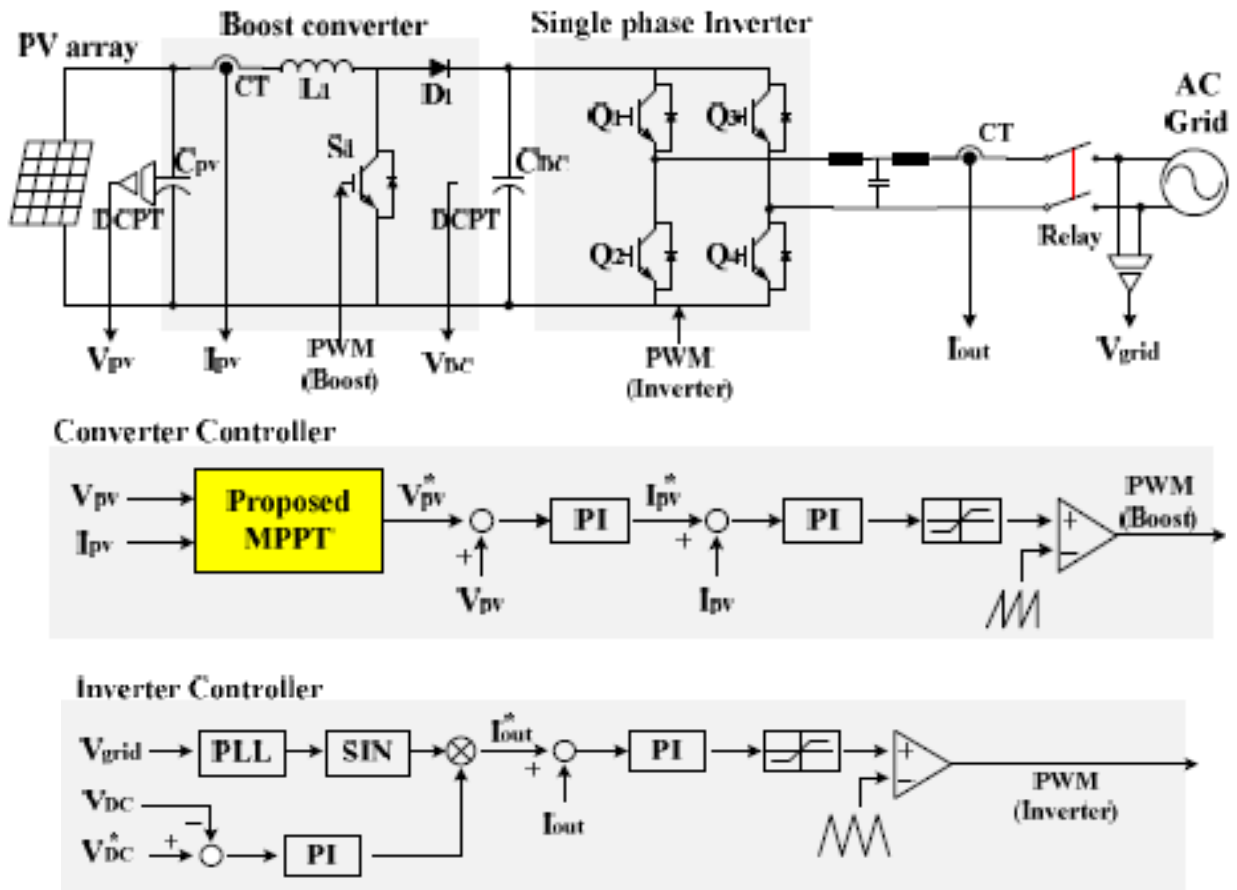 Boost converter
Single phase Inverter
PV array
AC
Grid
CT
L1
D1
Q1
Q3
CT
S1
Cpv
CDC
DCPT
DCPT
Q2
Q4
Relay
Vpv
Ipv
PWM
(Boost)
VDC
PWM
(Inverter)
Iout
Vgrid
Converter Controller
Vpv
Ipv
Proposed
MPPT
V*pv
+
Vpv
PI
I*pv
+
Ipv
PI
+
−
PWM
(Boost)
Inverter Controller
Vgrid
PLL
SIN
I*out
+
Iout
PI
+
−
PWM
(Inverter)
VDC
−
V*DC
+
PI